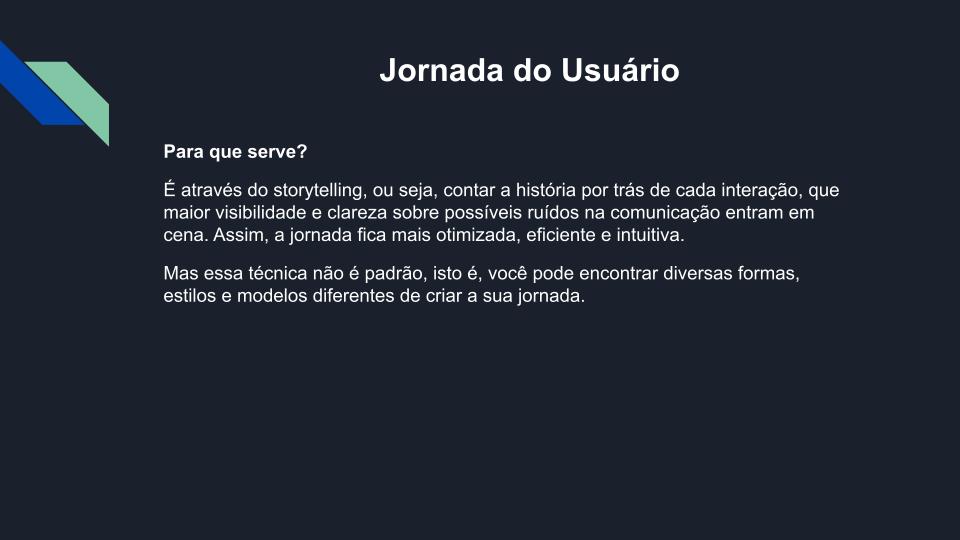 Jornada do Usuário
Para que serve?
É através do storytelling, ou seja, contar a história por trás de cada interação, que
maior visibilidade e clareza sobre possíveis ruídos na comunicação entram em
cena. Assim, a jornada fica mais otimizada, eficiente e intuitiva.
Mas essa técnica não é padrão, isto é, você pode encontrar diversas formas,
estilos e modelos diferentes de criar a sua jornada.